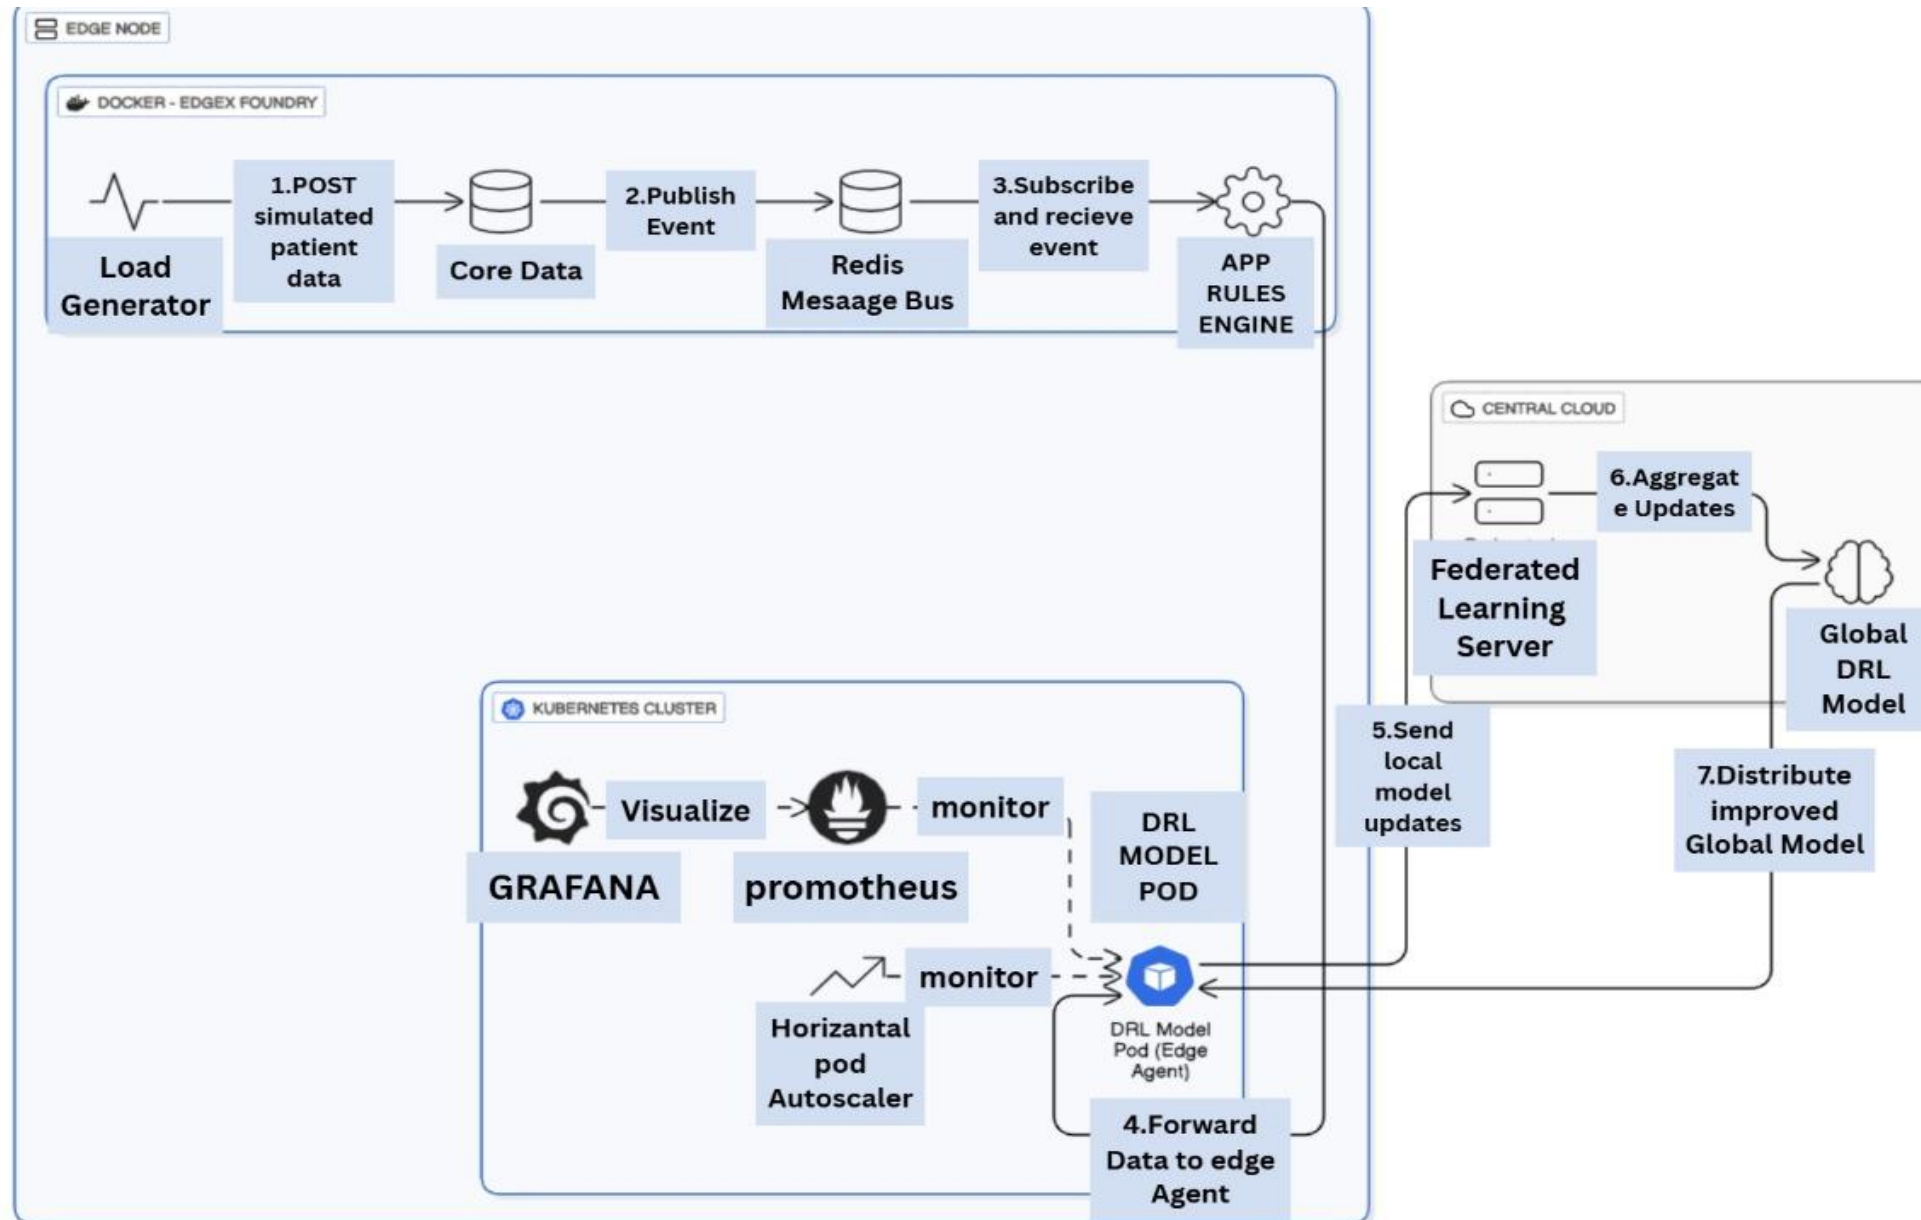 EDGE NODE
DOCKER - EDGEX FOUNDRY
1.POST
simulated
patient
data
2.Publish
Event
3.Subscribe
and recieve
event
Load
Generator
Core Data
Redis
Mesaage Bus
APP
RULES
ENGINE
CENTRAL CLOUD
6.Aggregat
e Updates
Federated
Learning
Server
Global
DRL
Model
KUBERNETES CLUSTER
5.Send
local
model
updates
7.Distribute
improved
Global Model
Visualize
monitor
DRL
MODEL
POD
GRAFANA
promotheus
monitor
Horizantal
pod
Autoscaler
DRL Model
Pod (Edge
Agent)
4.Forward
Data to edge
Agent